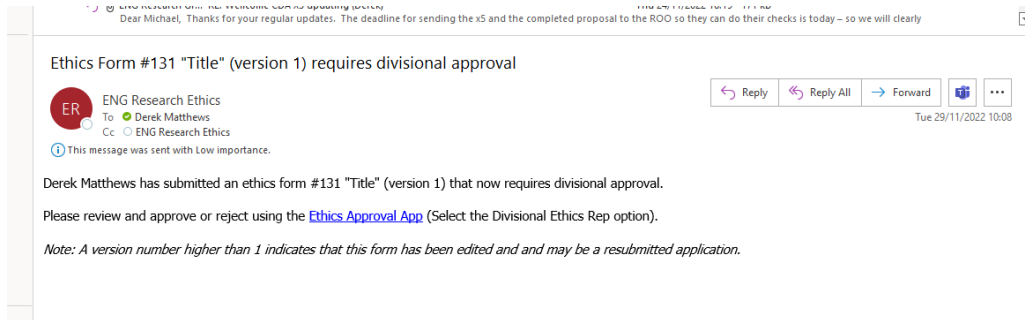 Dear Michael, Thanks for your regular updates. The deadline for sending the x5 and the completed proposal to the ROO so they can do their checks is today – so we will clearly
Ethics Form #131 "Title" (version 1) requires divisional approval
ER
ENG Research Ethics
To Derek Matthews
Cc ENG Research Ethics
Reply Reply All Forward
Tue 29/11/2022 10:08
This message was sent with Low importance.
Derek Matthews has submitted an ethics form #131 "Title" (version 1) that now requires divisional approval.
Please review and approve or reject using the Ethics Approval App (Select the Divisional Ethics Rep option).
Note: A version number higher than 1 indicates that this form has been edited and and may be a resubmitted application.